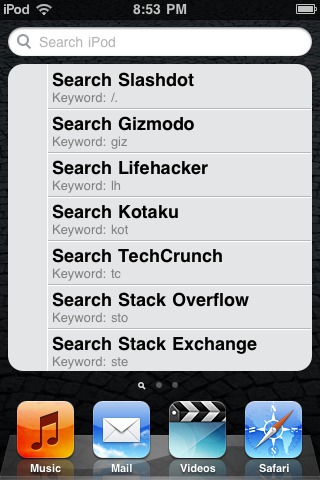 iPod 8:53 PM
Search iPod
Search Slashdot
Keyword: /.
Search Gizmodo
Keyword: giz
Search Lifehacker
Keyword: lh
Search Kotaku
Keyword: kot
Search TechCrunch
Keyword: tc
Search Stack Overflow
Keyword: sto
Search Stack Exchange
Keyword: ste
Music Mail Videos Safari